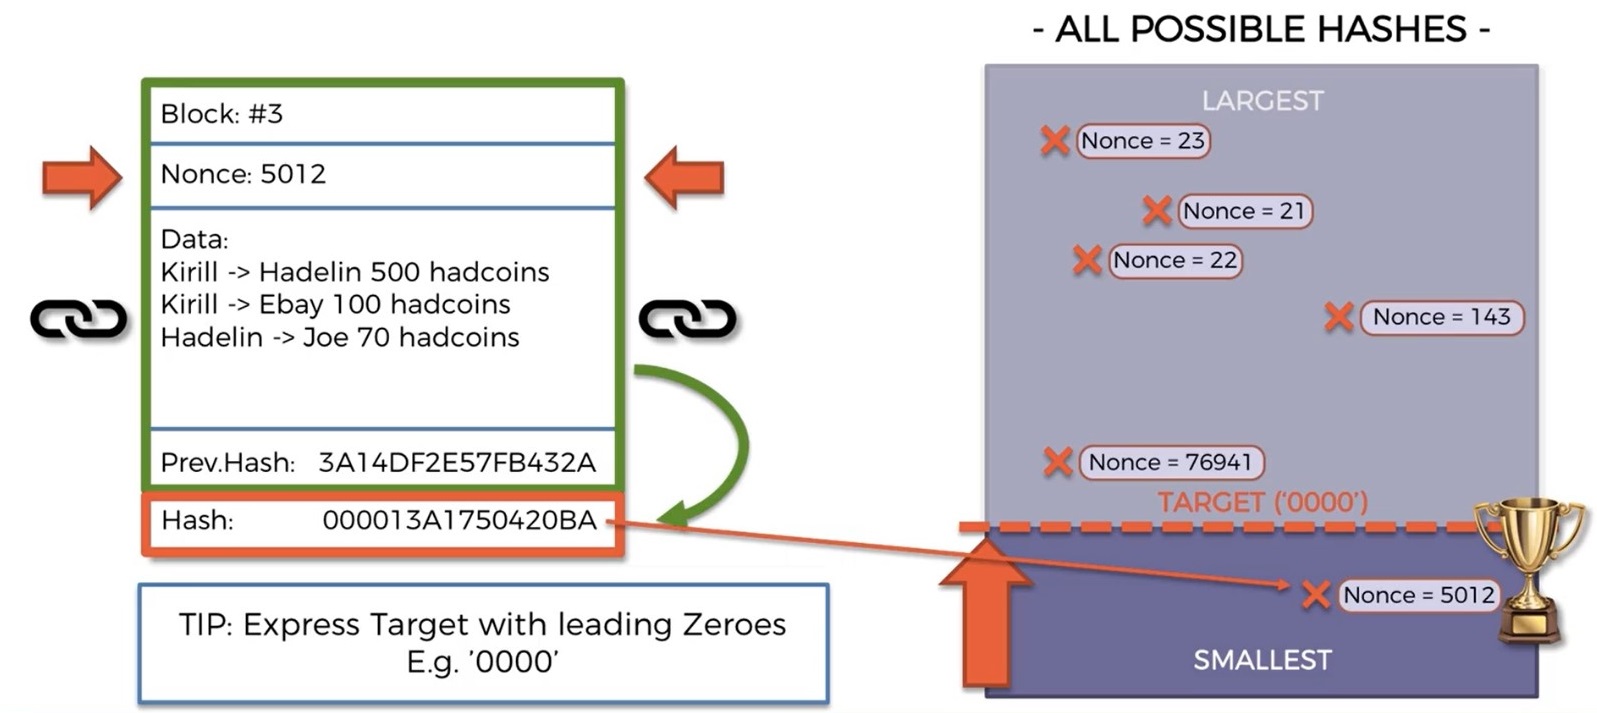 - ALL POSSIBLE HASHES -
Block: #3
Nonce: 5012
Data:
Kirill -> Hadelin 500 hadcoins
Kirill -> Ebay 100 hadcoins
Hadelin -> Joe 70 hadcoins
Prev.Hash: 3A14DF2E57FB432A
Hash: 000013A1750420BA
TIP: Express Target with leading Zeroes
E.g. '0000'
LARGEST
Nonce = 23
Nonce = 21
Nonce = 22
Nonce = 143
Nonce = 76941
TARGET ('0000')
Nonce = 5012
SMALLEST